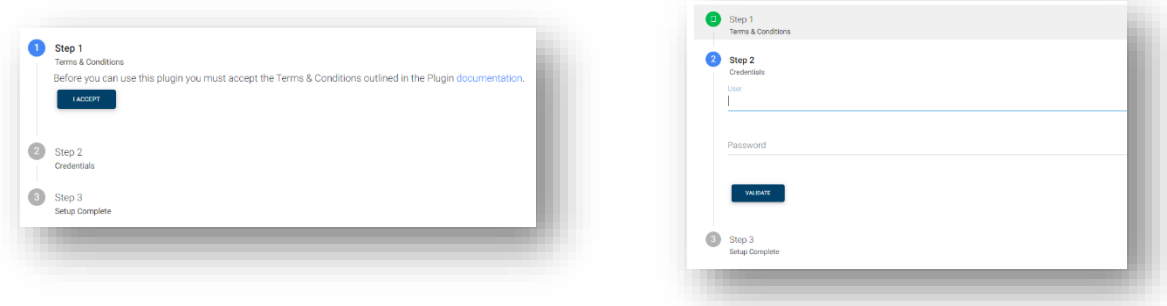 1 Step 1
Terms & Conditions
Before you can use this plugin you must accept the Terms & Conditions outlined in the Plugin documentation.
I ACCEPT
2 Step 2
Credentials
3 Step 3
Setup Complete
Step 1
Terms & Conditions
2 Step 2
Credentials
User
Password
VALIDATE
3 Step 3
Setup Complete